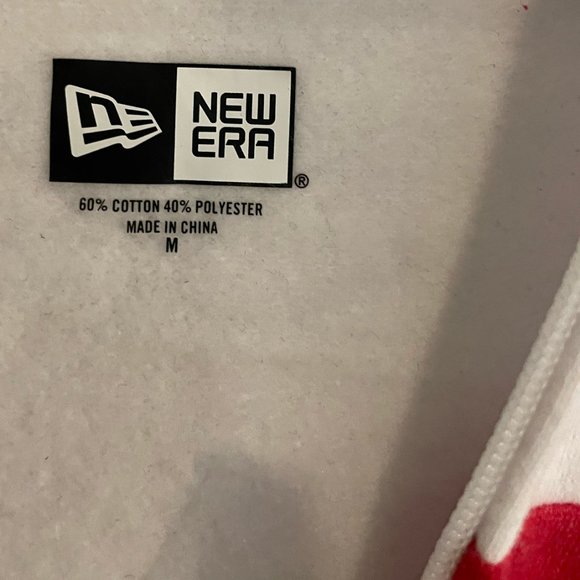 NEW
ERA
®
60% COTTON 40% POLYESTER
MADE IN CHINA
M